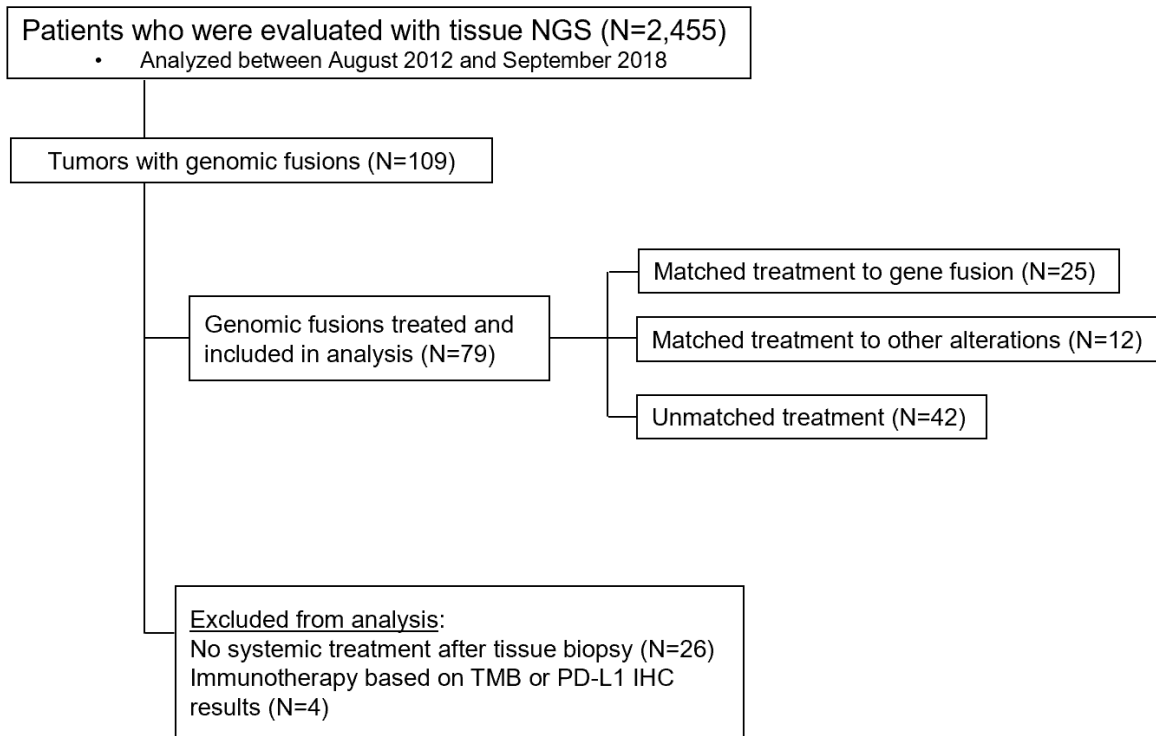 Patients who were evaluated with tissue NGS (N=2,455)
• Analyzed between August 2012 and September 2018
Tumors with genomic fusions (N=109)
Matched treatment to gene fusion (N=25)
Genomic fusions treated and
included in analysis (N=79)
Matched treatment to other alterations (N=12)
Unmatched treatment (N=42)
Excluded from analysis:
No systemic treatment after tissue biopsy (N=26)
Immunotherapy based on TMB or PD-L1 IHC
results (N=4)